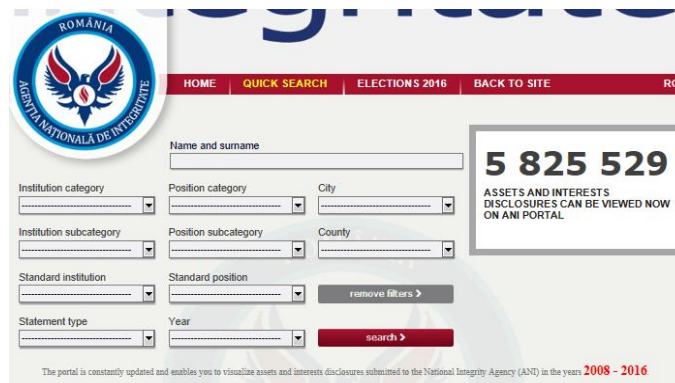 ROMÂNIA
AGENȚIA NAȚIONALĂ DE INTEGRITATE
HOME
QUICK SEARCH
ELECTIONS 2016
BACK TO SITE
Name and surname
5 825 529
ASSETS AND INTERESTS
DISCLOSURES CAN BE VIEWED NOW
ON ANI PORTAL
Institution category
Position category
City
Institution subcategory
Position subcategory
County
Standard institution
Standard position
remove filters
Statement type
Year
search
The portal is constantly updated and enables you to visualize assets and interests disclosures submitted to the National Integrity Agency (ANI) in the years 2008 - 2016